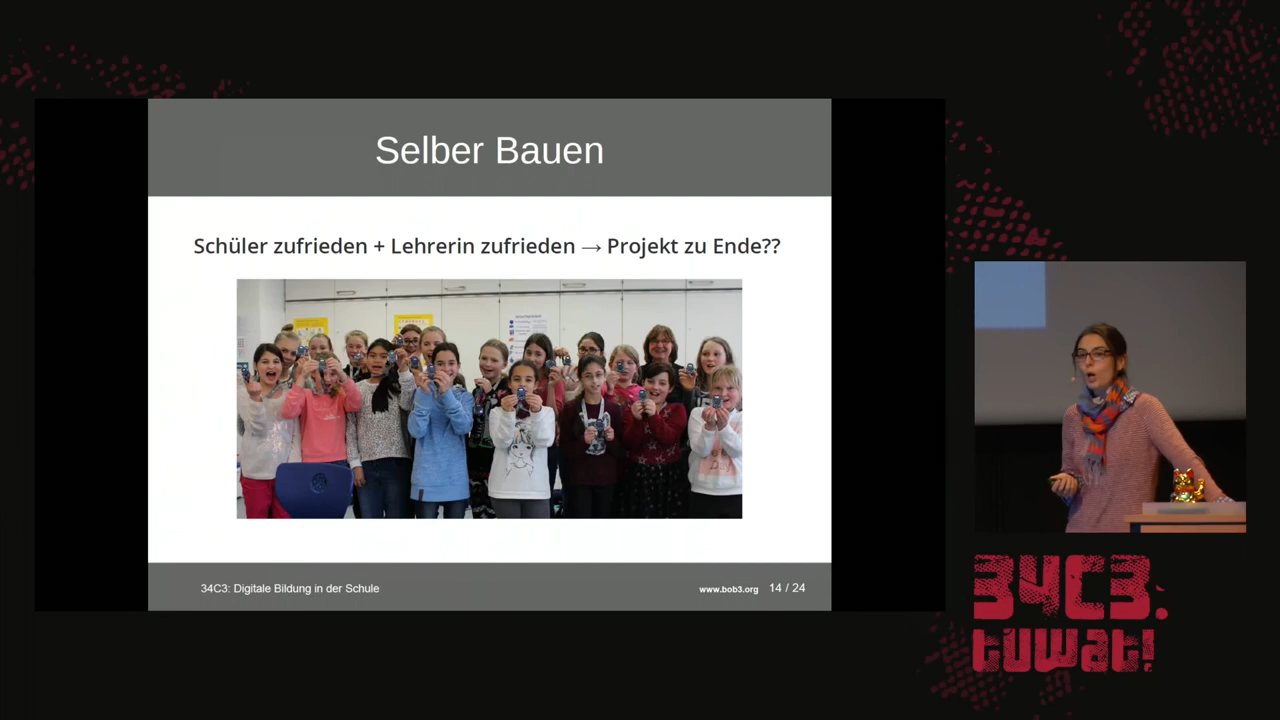 Selber Bauen
Schüler zufrieden + Lehrerin zufrieden → Projekt zu Ende??
34C3: Digitale Bildung in der Schule
www.bob3.org 14 / 24
34C3.
tuwat!